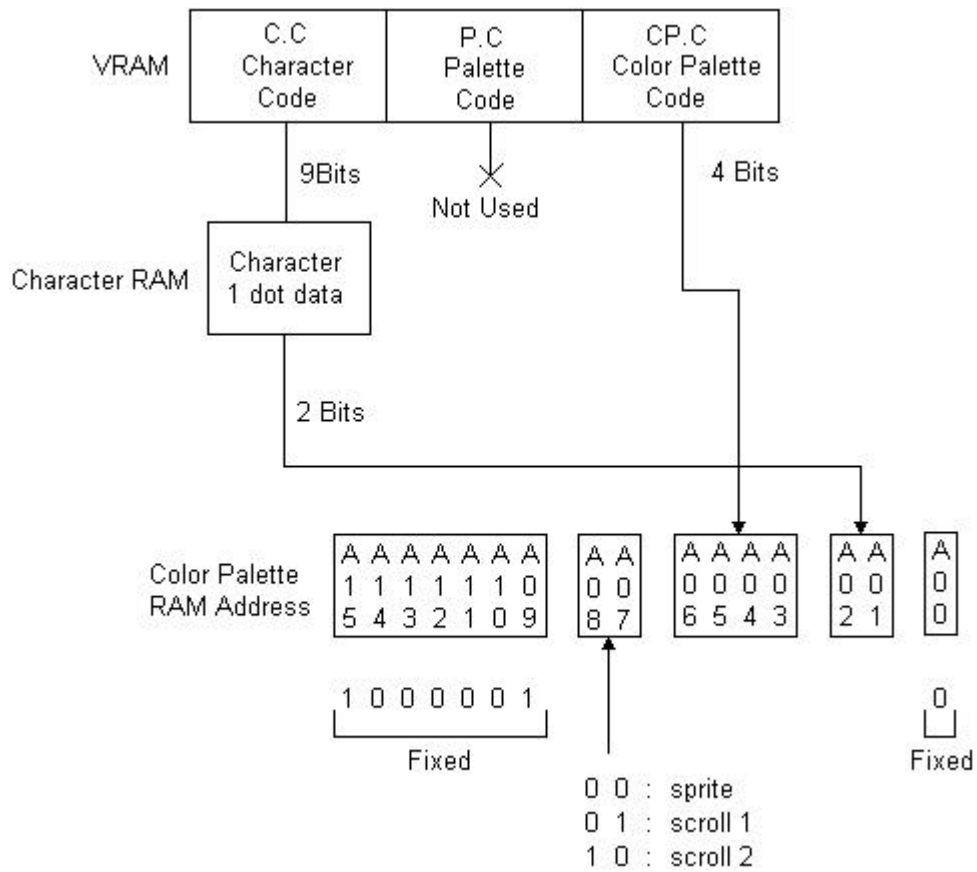 VRAM
C.C
Character
Code
P.C
Palette
Code
CP.C
Color Palette
Code
9Bits
Not Used
4 Bits
Character RAM
Character
1 dot data
2 Bits
Color Palette
RAM Address
A A A A A A A
1 1 1 1 1 1 0
5 4 3 2 1 0 9
A A
0 0
8 7
A A A A
0 0 0 0
6 5 4 3
A A
0 0
2 1
A
0
0
1 0 0 0 0 0 1
0
Fixed
Fixed
0 0 : sprite
0 1 : scroll 1
1 0 : scroll 2